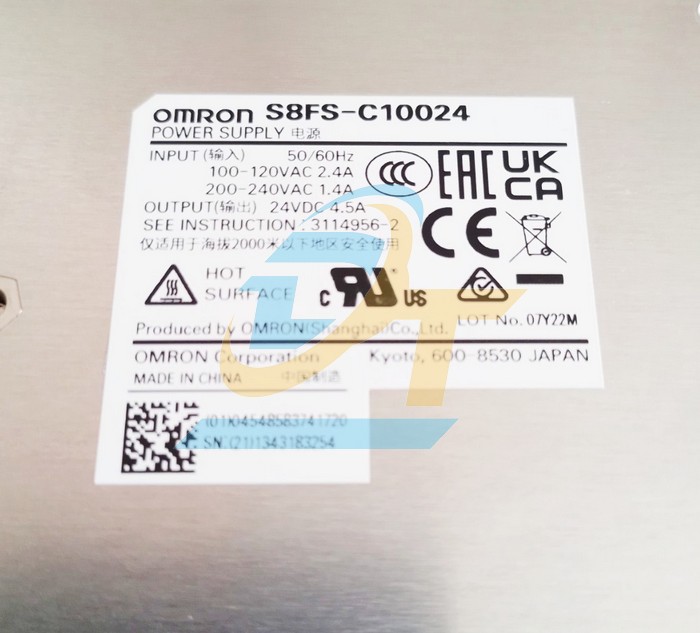 OMRON S8FS-C10024
POWER SUPPLY 电源
INPUT (输入) 50/60Hz
100-120VAC 2.4A
200-240VAC 1.4A
OUTPUT(输出) 24VDC 4.5A
SEE INSTRUCTION : 3114956-2
仅适用于海拔2000米以下地区安全使用
CCC EAC UK CA
CE
HOT
SURFACE
c RU US
LOT No. 07Y22M
Produced by OMRON(Shanghai)Co., Ltd.
OMRON Corporation Kyoto, 600-8530 JAPAN
MADE IN CHINA 中国制造
(01)04548583741720
SN:(21)1343183254